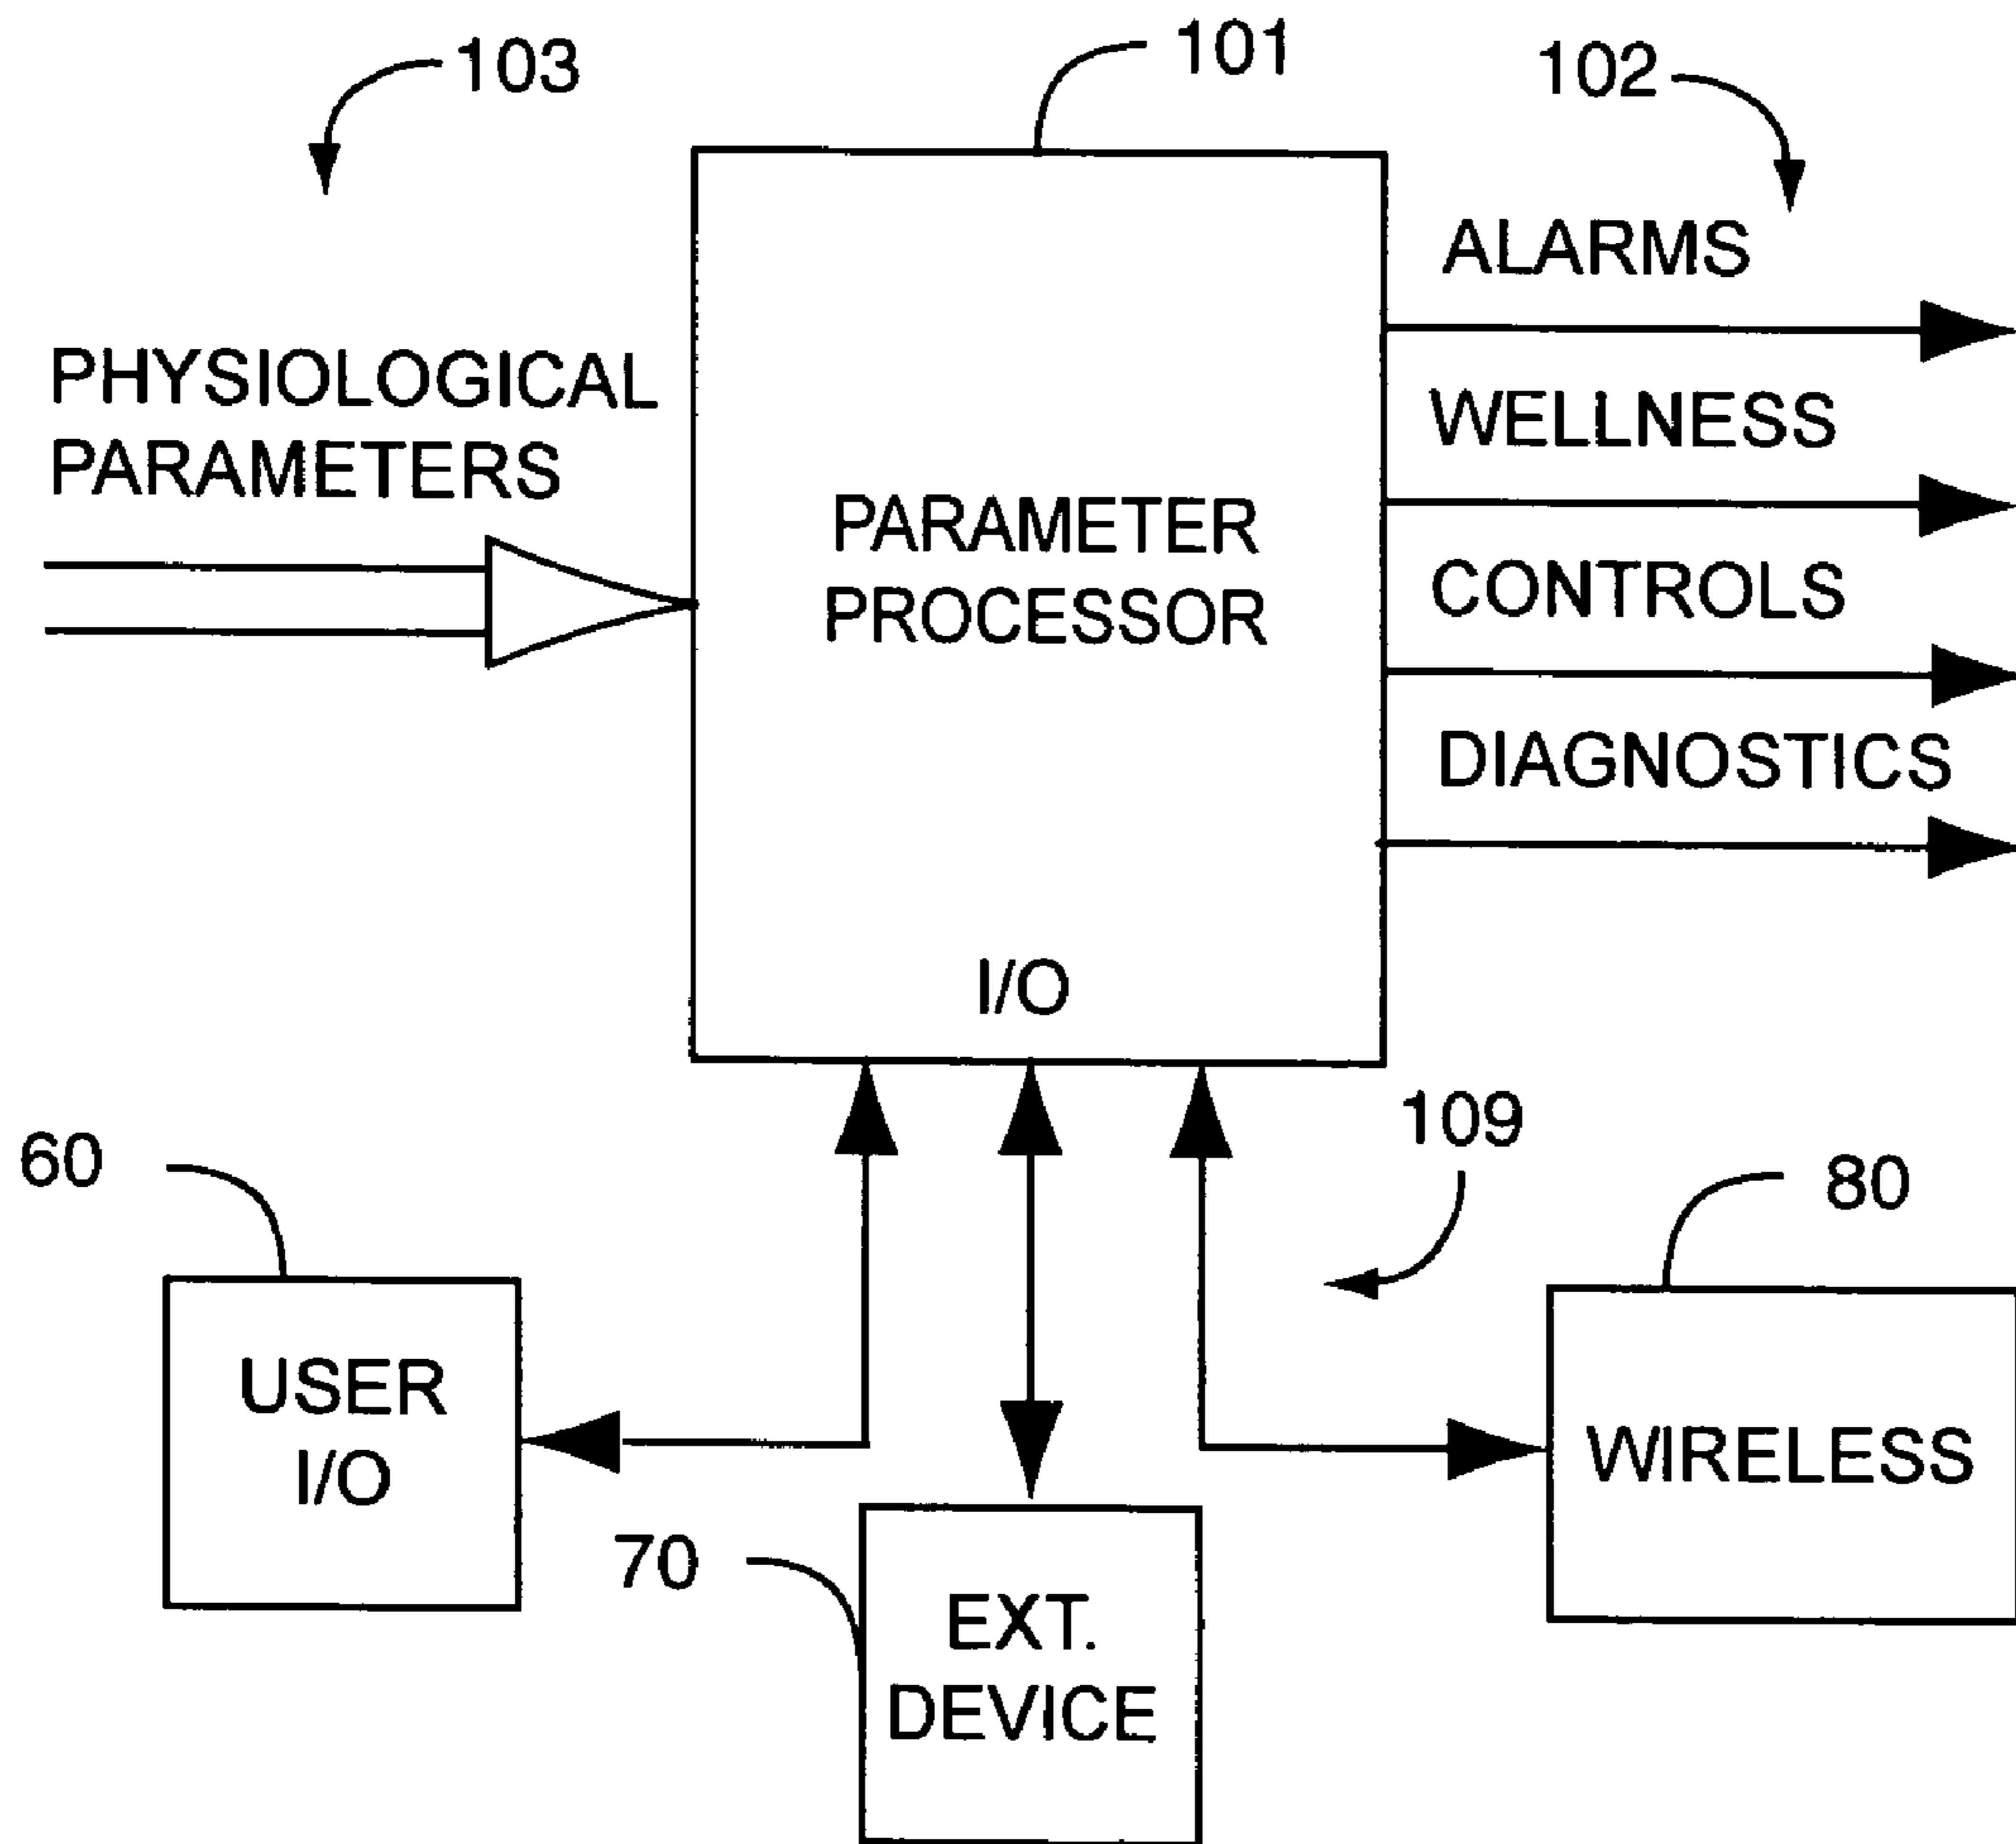 103
101
102
ALARMS
PHYSIOLOGICAL
PARAMETERS
WELLNESS
PARAMETER
PROCESSOR
CONTROLS
DIAGNOSTICS
I/O
109
60
80
USER
I/O
WIRELESS
70
EXT.
DEVICE